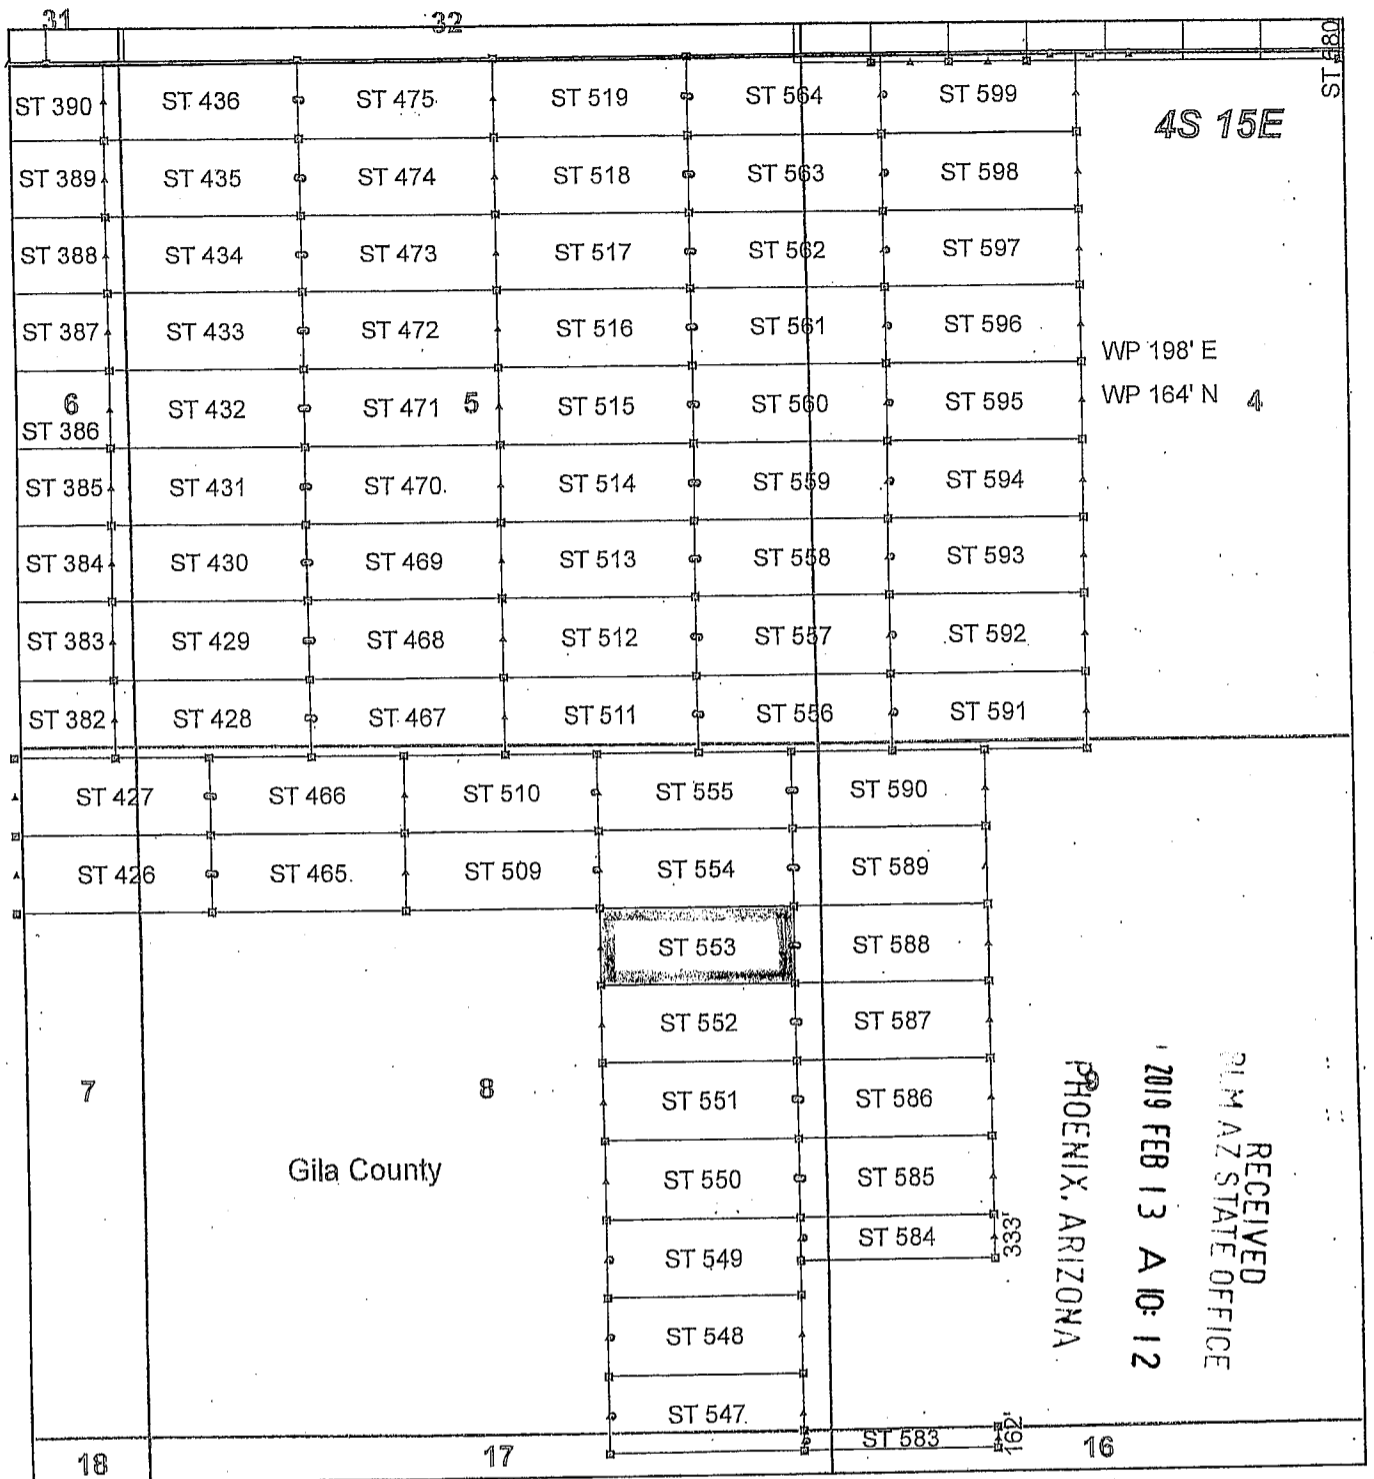 31 32
ST 580
4S 15E
ST 390 ST 436 ST 475 ST 519 ST 564 ST 599
ST 389 ST 435 ST 474 ST 518 ST 563 ST 598
ST 388 ST 434 ST 473 ST 517 ST 562 ST 597
ST 387 ST 433 ST 472 ST 516 ST 561 ST 596
WP 198' E
WP 164' N 4
6 5
ST 386 ST 432 ST 471 ST 515 ST 560 ST 595
ST 385 ST 431 ST 470 ST 514 ST 559 ST 594
ST 384 ST 430 ST 469 ST 513 ST 558 ST 593
ST 383 ST 429 ST 468 ST 512 ST 557 ST 592
ST 382 ST 428 ST 467 ST 511 ST 556 ST 591
ST 427 ST 466 ST 510 ST 555 ST 590
ST 426 ST 465 ST 509 ST 554 ST 589
ST 553 ST 588
ST 552 ST 587
7 8 9
ST 551 ST 586
Gila County
ST 550 ST 585
ST 549 ST 584 333'
ST 548
ST 547
ST 583 162'
18 17 16
RECEIVED
BLM AZ STATE OFFICE
2019 FEB 13 A 10: 12
PHOENIX, ARIZONA